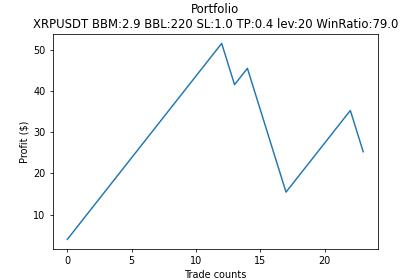 Portfolio
XRPUSDT BBM:2.9 BBL:220 SL:1.0 TP:0.4 lev:20 WinRatio:79.0
50
40
30
20
10
Profit ($)
0 5 10 15 20
Trade counts